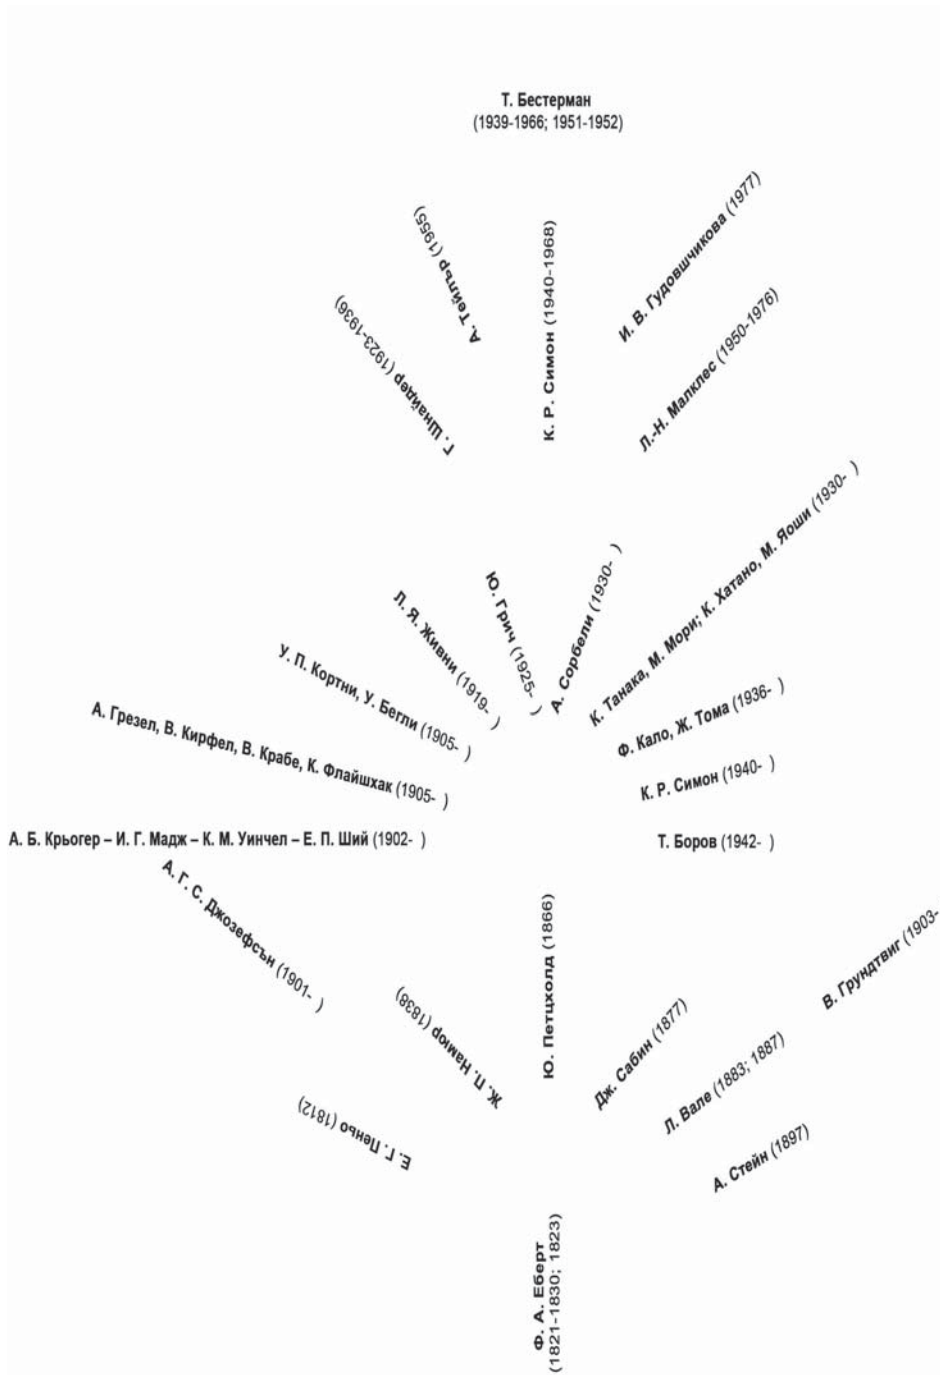 Т. Бестерман
(1939-1966; 1951-1952)
А. Тейлър (1955)
К. Р. Симон (1940-1968)
И. В. Гудовшчикова (1977)
Г. Шнайдер (1923-1936)
Л.-Н. Малклес (1950-1976)
К. Танака, М. Мори; К. Хатано, М. Яоши (1930- )
А. Сорбели (1930- )
Ю. Грич (1925- )
Л. Я. Живни (1919- )
У. П. Кортни, У. Бегли (1905- )
А. Грезел, В. Кирфел, В. Крабе, К. Флайшхак (1905- )
Ф. Кало, Ж. Тома (1936- )
К. Р. Симон (1940- )
А. Б. Крьогер – И. Г. Мадж – К. М. Уинчел – Е. П. Ший (1902- )
Т. Боров (1942- )
А. Г. С. Джозефсън (1901- )
Ю. Петцхолд (1866)
В. Грундтвиг (1903-
Ж. П. Намюр (1838)
Дж. Сабин (1877)
Л. Вале (1883; 1887)
Е. Г. Пеньо (1812)
А. Стейн (1897)
Ф. А. Еберт
(1821-1830; 1823)